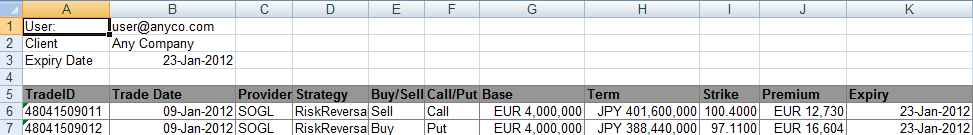 A B C D E F G H I J K
1 User: user@anyco.com
2 Client Any Company
3 Expiry Date 23-Jan-2012
4
5 TradeID Trade Date Provider Strategy Buy/Sell Call/Put Base Term Strike Premium Expiry
6 48041509011 09-Jan-2012 SOGL RiskReversa Sell Call EUR 4,000,000 JPY 401,600,000 100.4000 EUR 12,730 23-Jan-2012
7 48041509012 09-Jan-2012 SOGL RiskReversa Buy Put EUR 4,000,000 JPY 388,440,000 97.1100 EUR 16,604 23-Jan-2012